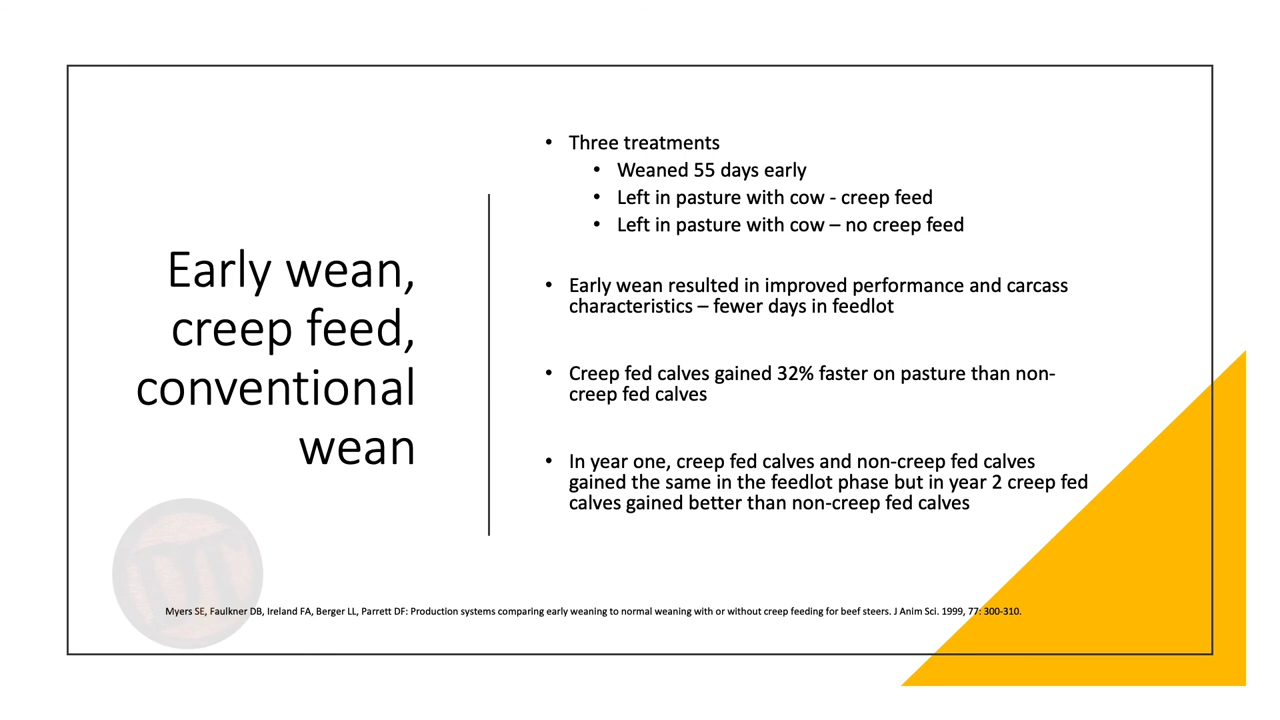 Early wean,
creep feed,
conventional
wean
• Three treatments
• Weaned 55 days early
• Left in pasture with cow - creep feed
• Left in pasture with cow – no creep feed
• Early wean resulted in improved performance and carcass
characteristics – fewer days in feedlot
• Creep fed calves gained 32% faster on pasture than non-
creep fed calves
• In year one, creep fed calves and non-creep fed calves
gained the same in the feedlot phase but in year 2 creep fed
calves gained better than non-creep fed calves
Myers SE, Faulkner DB, Ireland FA, Berger LL, Parrett DF: Production systems comparing early weaning to normal weaning with or without creep feeding for beef steers. J Anim Sci. 1999, 77: 300-310.